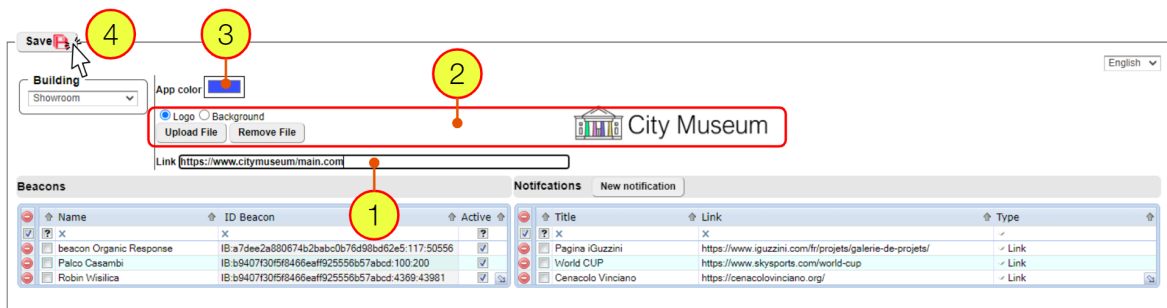 Save
4
3
2
English
Building
Showroom
App color
Logo Background
Upload File Remove File
City Museum
Link https://www.citymuseum/main.com
1
Beacons
Name ID Beacon Active
? x x ?
beacon Organic Response IB:a7dee2a880674b2babc0b76d98bd62e5:117:50556
Palco Casambi IB:b9407f30f5f8466eaff925556b57abcd:100:200
Robin Wisilica IB:b9407f30f5f8466eaff925556b57abcd:4369:43981
Notifcations New notification
Title Link Type
? x x
Pagina iGuzzini https://www.iguzzini.com/fr/projets/galerie-de-projets/ Link
World CUP https://www.skysports.com/world-cup Link
Cenacolo Vinciano https://cenacolovinciano.org/ Link